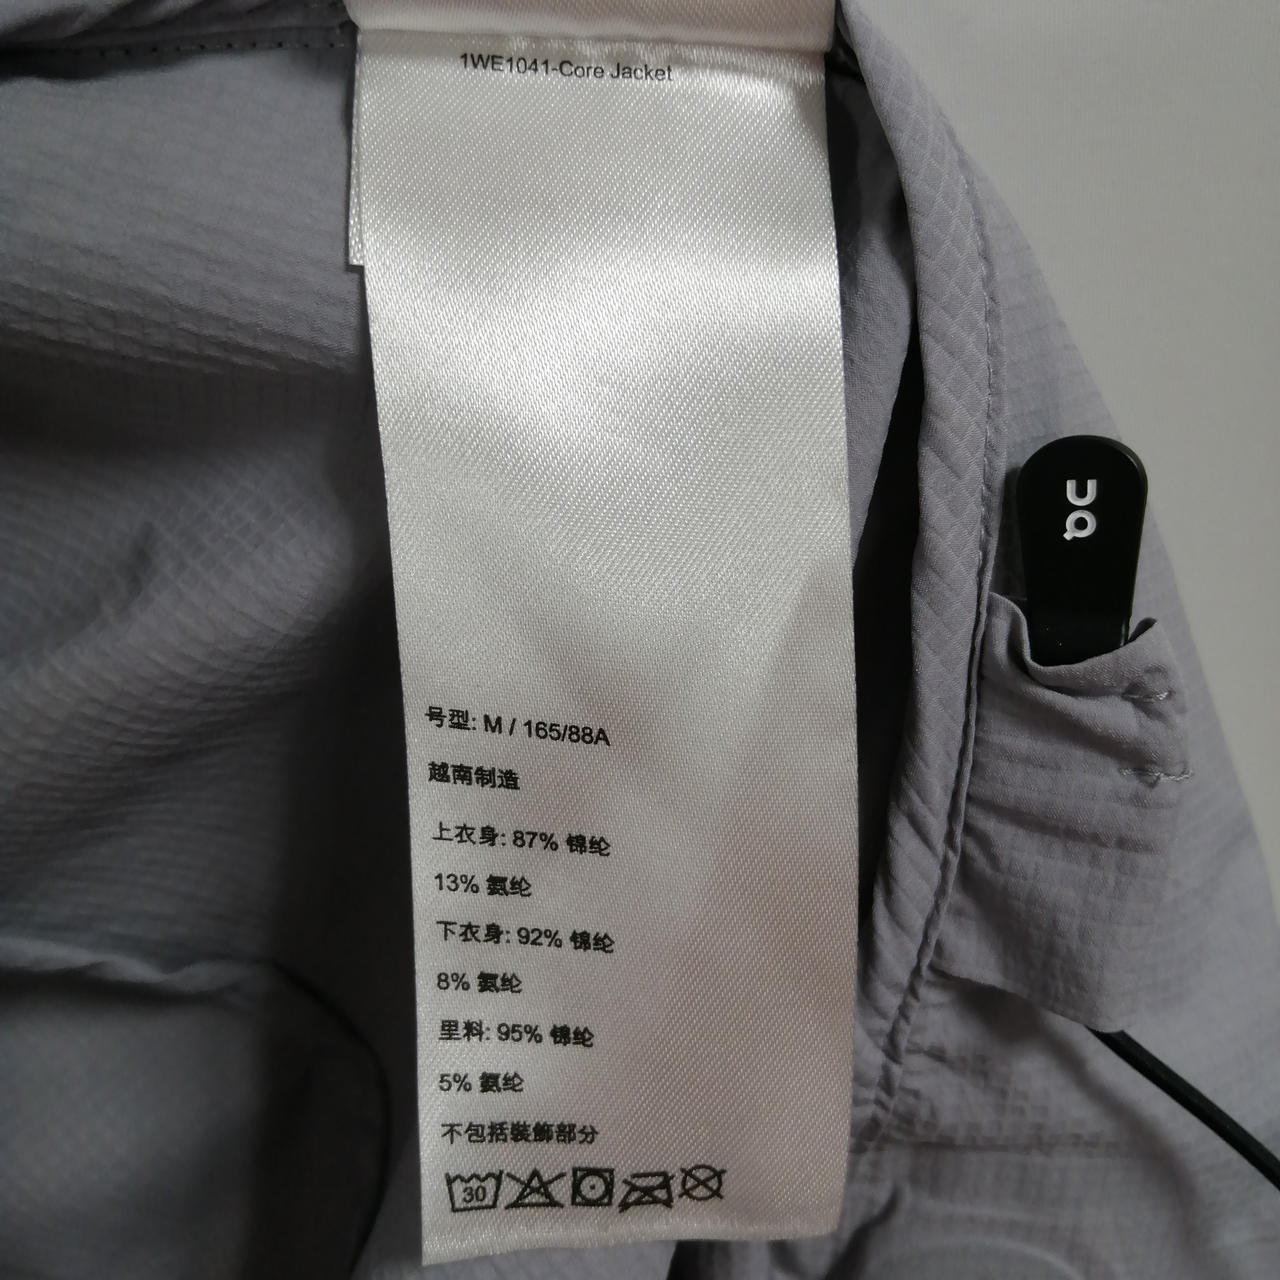 1WE1041-Core Jacket
号型: M / 165/88A
越南制造
上衣身: 87% 锦纶
13% 氨纶
下衣身: 92% 锦纶
8% 氨纶
里料: 95% 锦纶
5% 氨纶
不包括裝飾部分
30
on